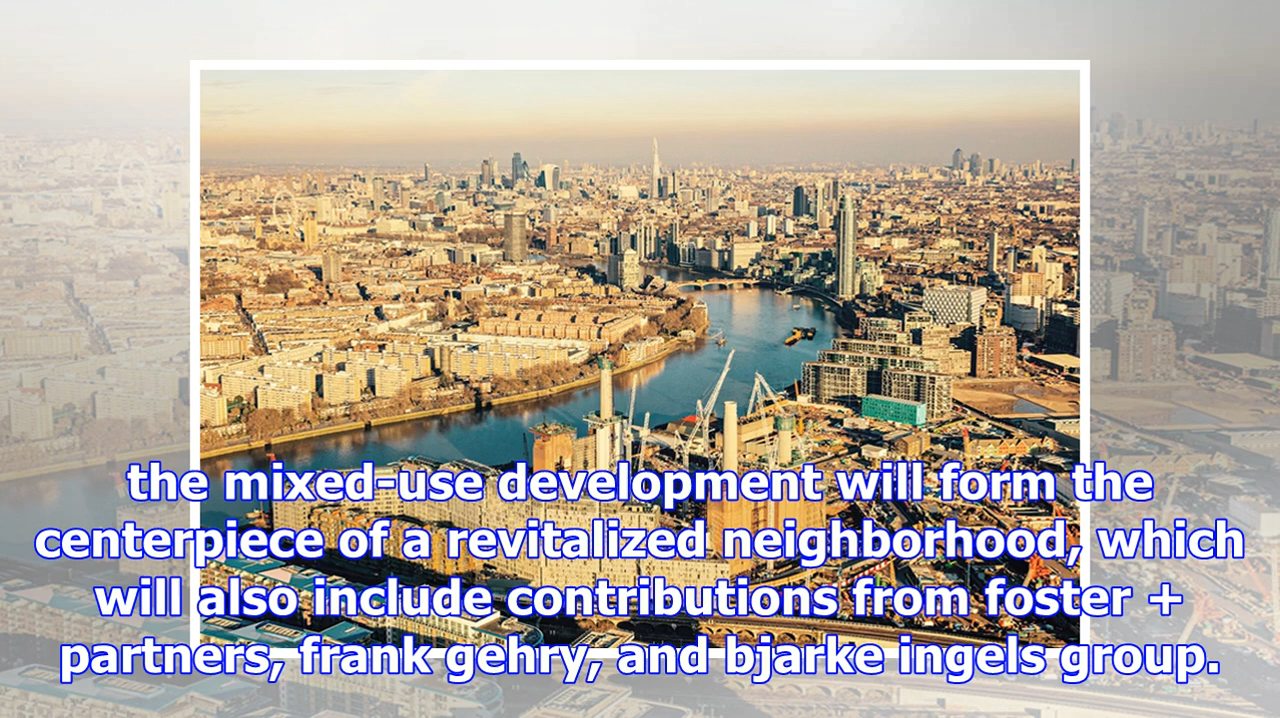 the mixed-use development will form the
centerpiece of a revitalized neighborhood, which
will also include contributions from foster +
partners, frank gehry, and bjarke ingels group.